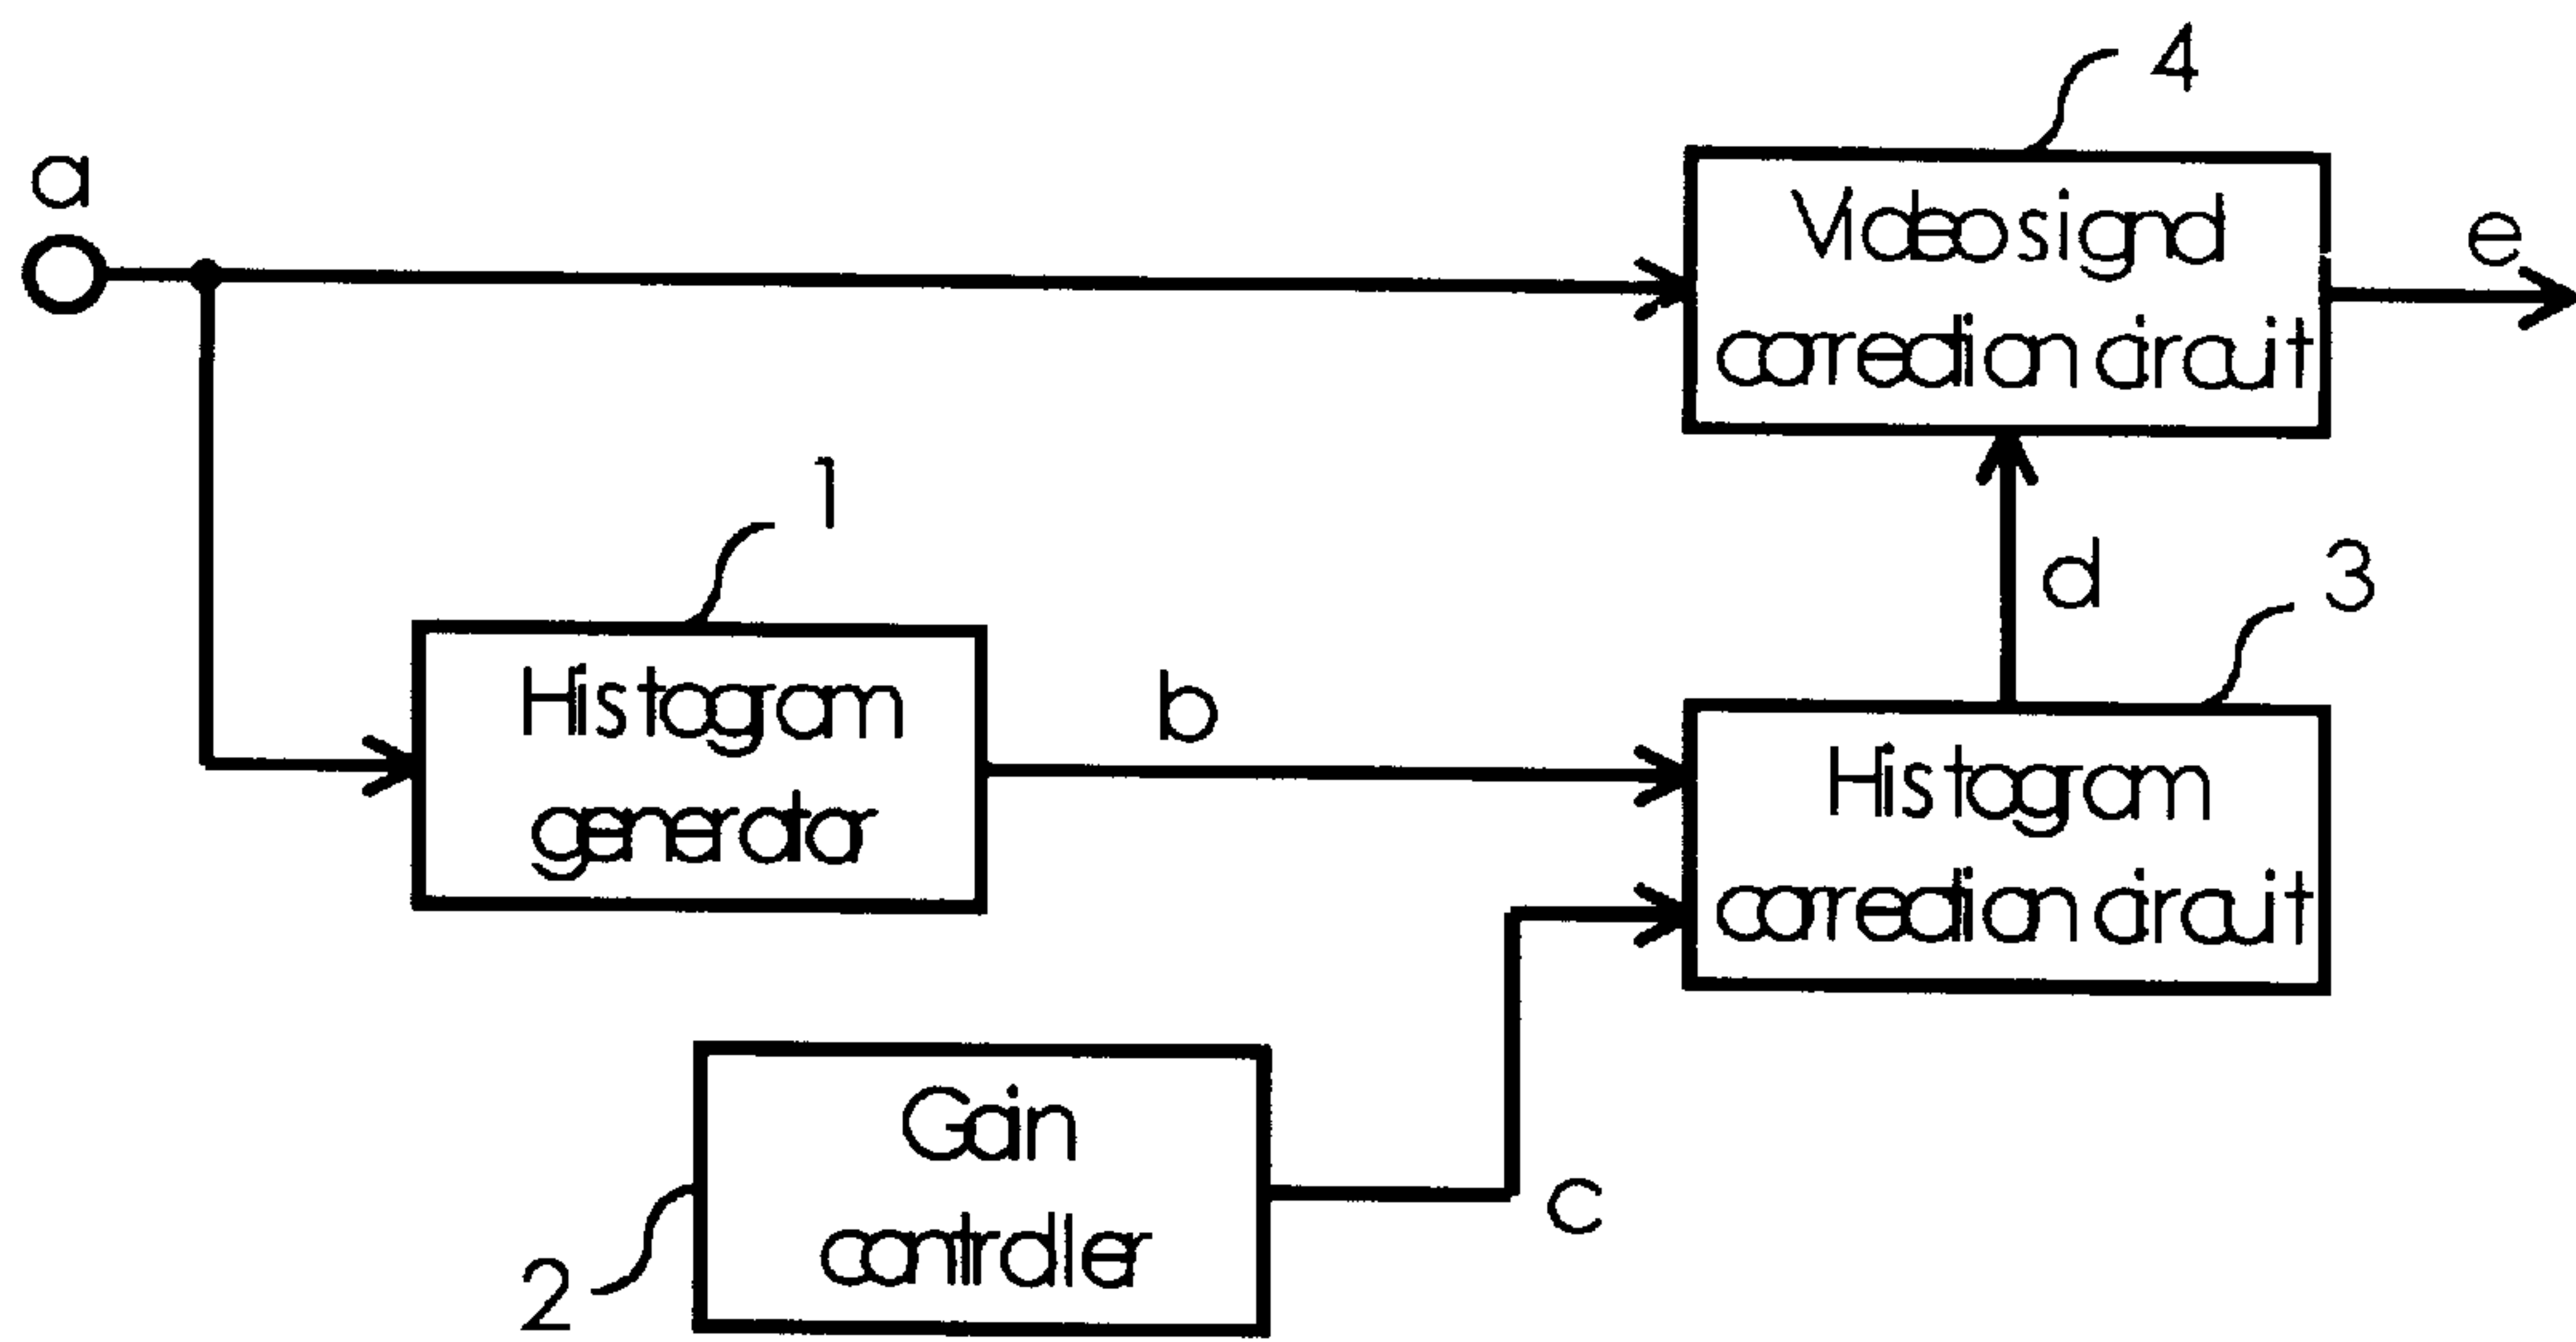 4
a
Video signal
correction circuit
e
1
d
3
Histogram
generator
b
Histogram
correction circuit
Gain
controller
c
2